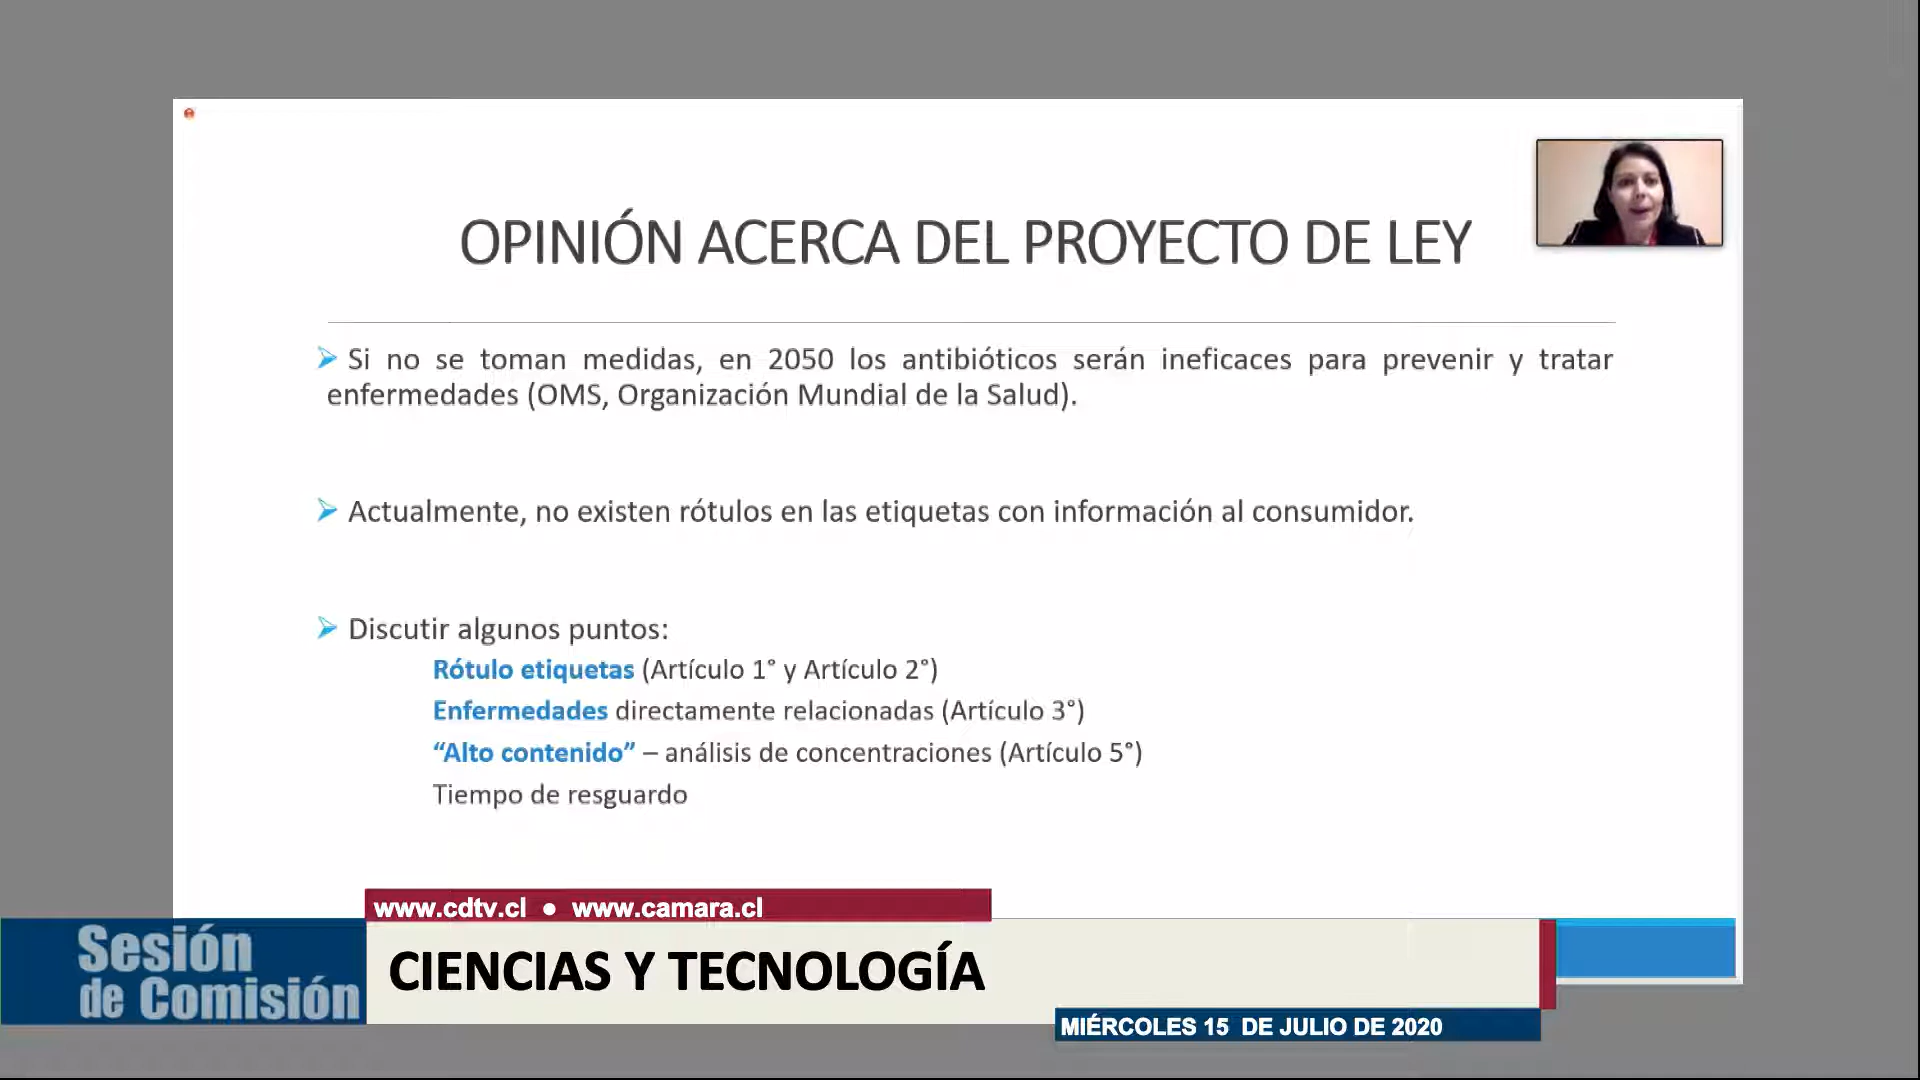 OPINIÓN ACERCA DEL PROYECTO DE LEY
Si no se toman medidas, en 2050 los antibióticos serán ineficaces para prevenir y tratar
enfermedades (OMS, Organización Mundial de la Salud).
Actualmente, no existen rótulos en las etiquetas con información al consumidor.
Discutir algunos puntos:
Rótulo etiquetas (Artículo 1° y Artículo 2°)
Enfermedades directamente relacionadas (Artículo 3°)
“Alto contenido” – análisis de concentraciones (Artículo 5°)
Tiempo de resguardo
www.cdtv.cl ● www.camara.cl
Sesión
de Comisión
CIENCIAS Y TECNOLOGÍA
MIÉRCOLES 15 DE JULIO DE 2020